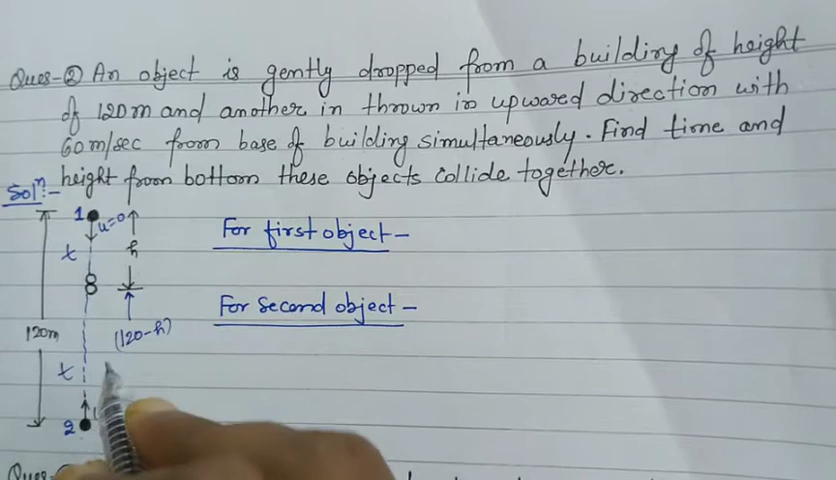 Ques-② An object is gently dropped from a building of height
of 120m and another in thrown in upward direction with
60m/sec from base of building simultaneously. Find time and
height from bottom these objects collide together.
Solⁿ:-
1 u=0
For first object-
t h
For second object-
120m (120-h)
t
2
Ques-